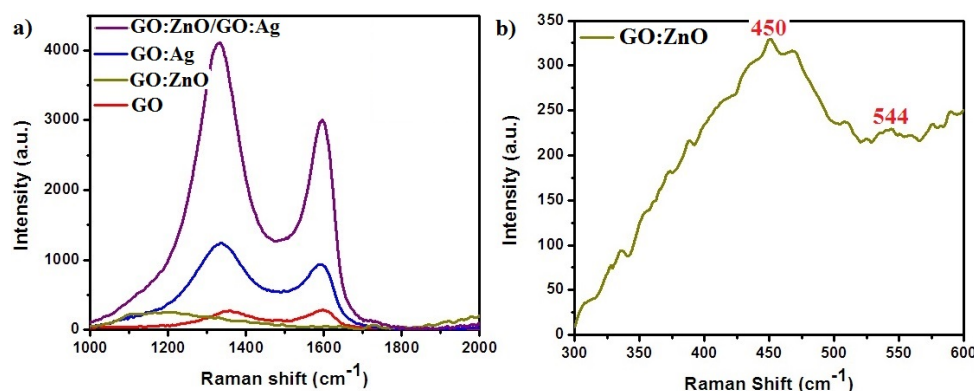 a)
GO:ZnO/GO:Ag
GO:Ag
GO:ZnO
GO
Intensity (a.u.)
4000
3000
2000
1000
0
1000 1200 1400 1600 1800 2000
Raman shift (cm-1)
b)
GO:ZnO
450
544
Intensity (a.u.)
350
300
250
200
150
100
50
0
300 350 400 450 500 550 600
Raman Shift (cm-1)